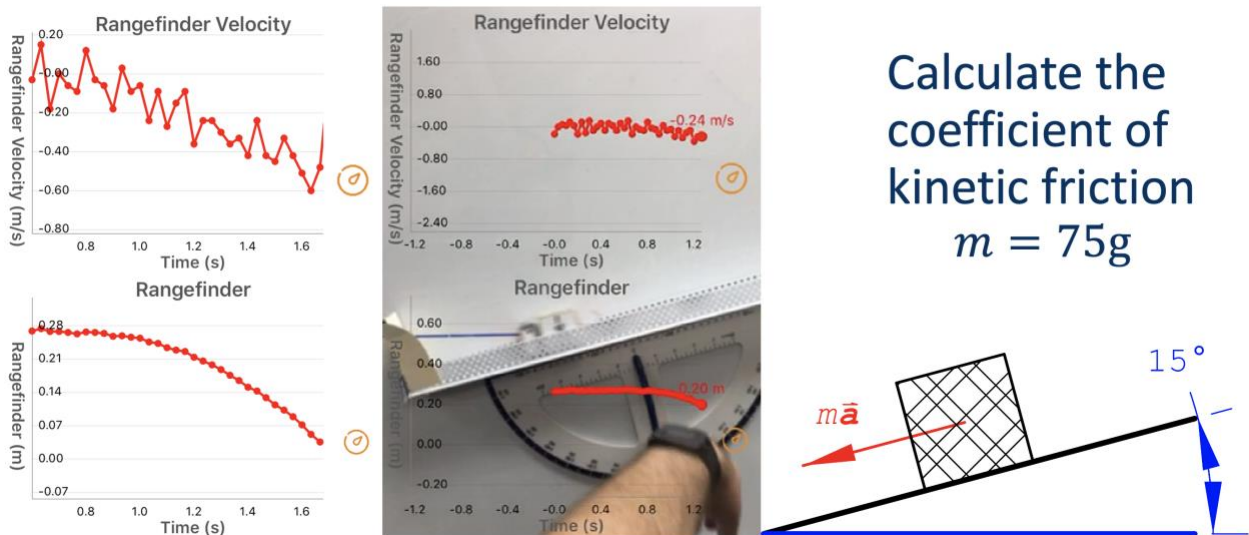 Rangefinder Velocity
Rangefinder Velocity (m/s)
0.20
-0.00
-0.20
-0.40
-0.60
-0.80
0.8
1.0
1.2
1.4
1.6
Time (s)
Rangefinder
Rangefinder (m)
0.28
0.21
0.14
0.07
0.00
-0.07
0.8
1.0
1.2
1.4
1.6
Time (s)
Rangefinder Velocity
Rangefinder Velocity (m/s)
1.60
0.80
-0.00
-0.80
-1.60
-2.40
-0.24 m/s
-1.2
-0.8
-0.4
-0.0
0.4
0.8
1.2
Time (s)
Rangefinder
Rangefinder (m)
0.60
0.40
0.20
0.00
-0.20
0.20 m
-1.2
-0.8
-0.4
-0.0
0.4
0.8
1.2
Time (s)
Calculate the
coefficient of
kinetic friction
m = 75g
15°
ma⃗